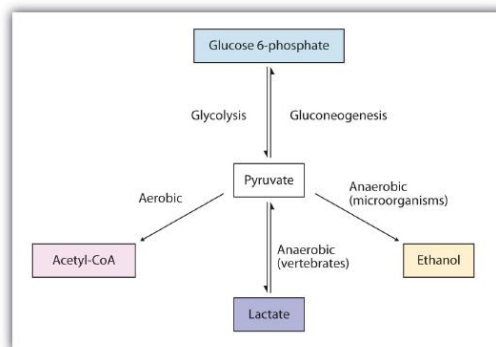 Glucose 6-phosphate
Glycolysis
Gluconeogenesis
Pyruvate
Aerobic
Anaerobic
(microorganisms)
Acetyl-CoA
Anaerobic
(vertebrates)
Ethanol
Lactate